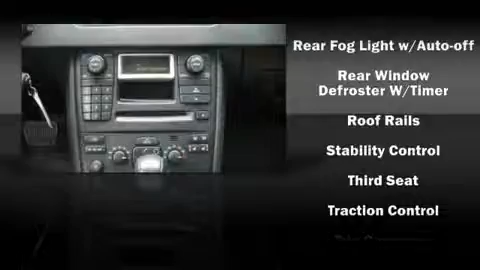 Rear Fog Light w/Auto-off
Rear Window
Defroster W/Timer
Roof Rails
Stability Control
Third Seat
Traction Control